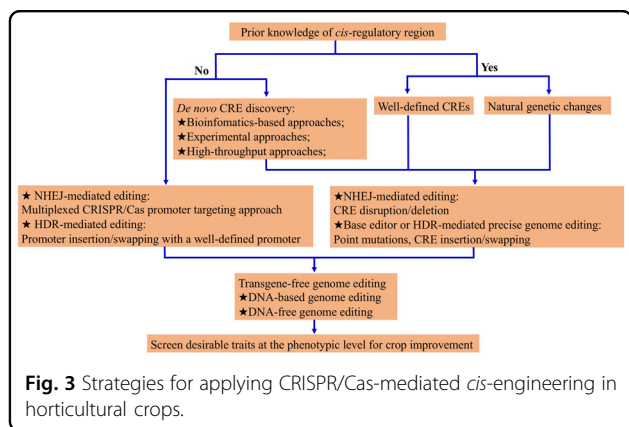 Prior knowledge of cis-regulatory region
No
Yes
De novo CRE discovery:
★Bioinfomatics-based approaches;
★Experimental approaches;
★High-throughput approaches;
Well-defined CREs
Natural genetic changes
★ NHEJ-mediated editing:
Multiplexed CRISPR/Cas promoter targeting approach
★ HDR-mediated editing:
Promoter insertion/swapping with a well-defined promoter
★NHEJ-mediated editing:
CRE disruption/deletion
★Base editor or HDR-mediated precise genome editing:
Point mutations, CRE insertion/swapping
Transgene-free genome editing
★DNA-based genome editing
★DNA-free genome editing
Screen desirable traits at the phenotypic level for crop improvement
Fig. 3 Strategies for applying CRISPR/Cas-mediated cis-engineering in
horticultural crops.